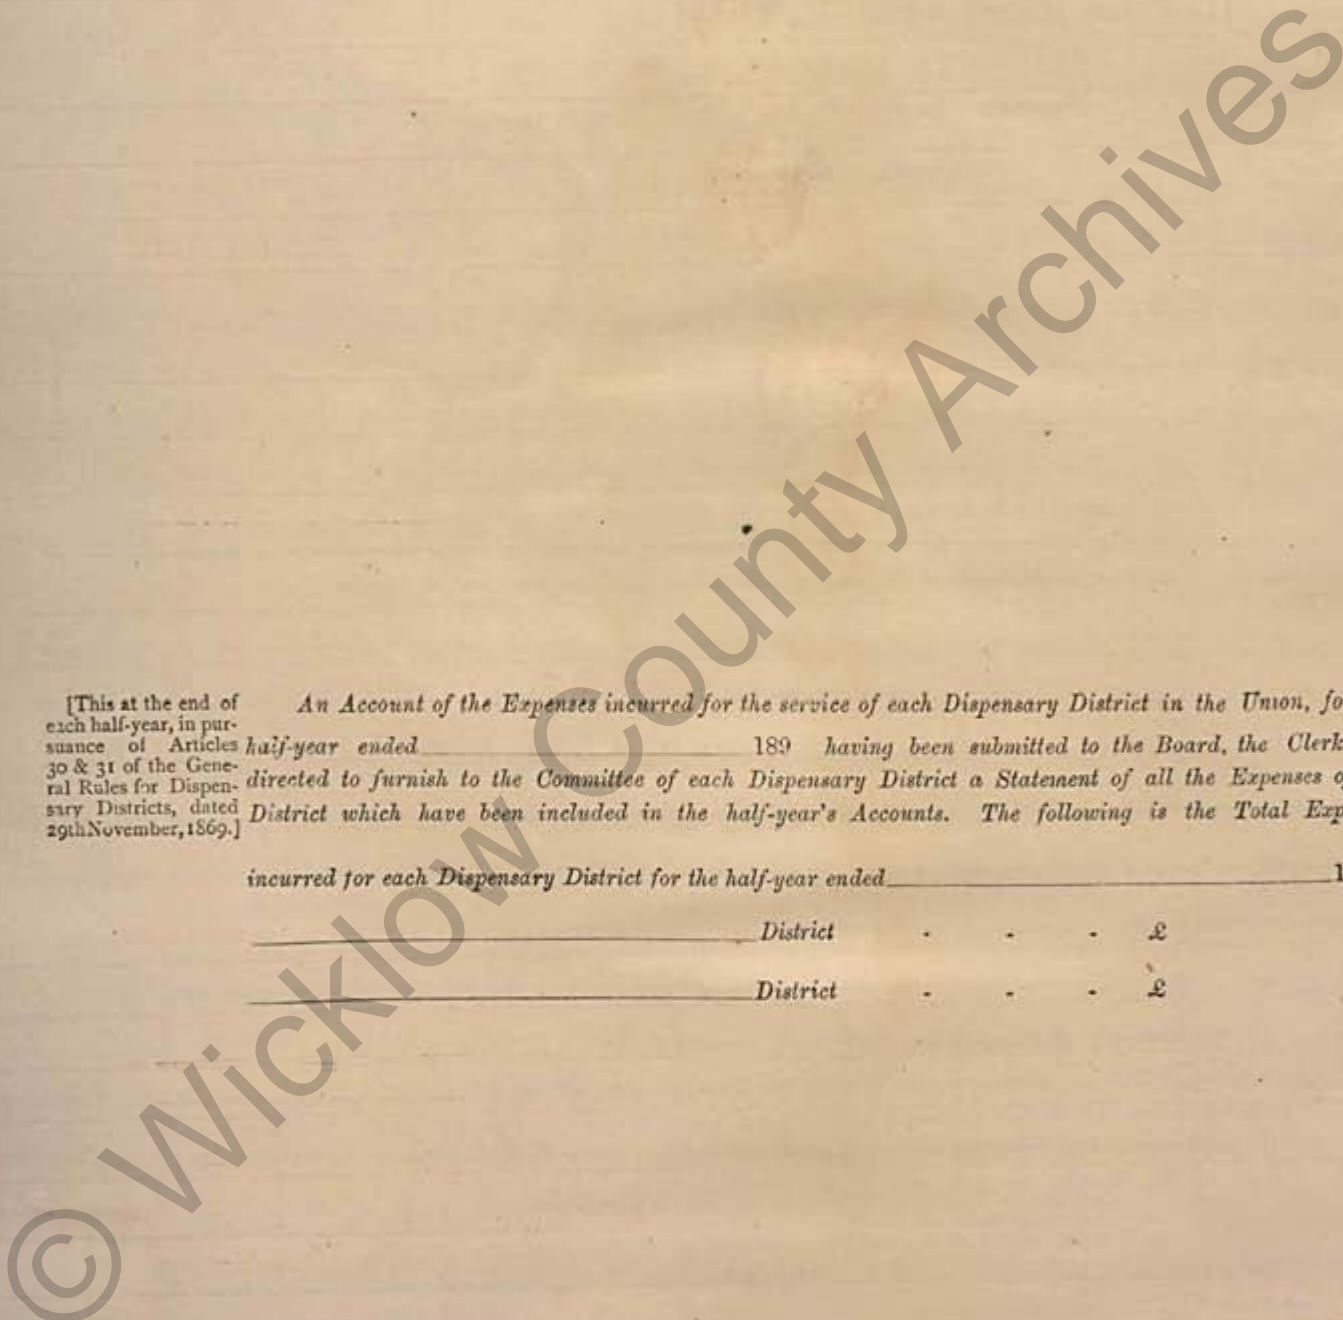 [This at the end of
each half-year, in pur-
suance of Articles
30 & 31 of the Gene-
ral Rules for Dispen-
sary Districts, dated
29th November, 1869.]
An Account of the Expenses incurred for the service of each Dispensary District in the Union, fo
half-year ended 189 having been submitted to the Board, the Clerk
directed to furnish to the Committee of each Dispensary District a Statement of all the Expenses o
District which have been included in the half-year's Accounts. The following is the Total Exp
incurred for each Dispensary District for the half-year ended 1
District - - - £
District - - - £
© Wicklow County Archives